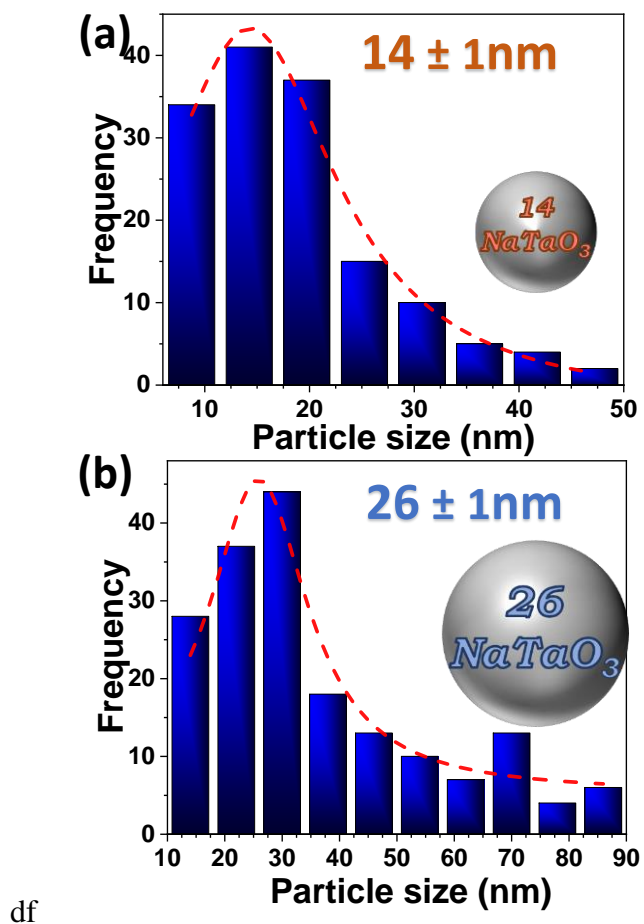 (a)
14 ± 1nm
40
30
20
10
0
Frequency
14
NaTaO3
10 20 30 40 50
Particle size (nm)
(b)
26 ± 1nm
40
30
20
10
0
Frequency
26
NaTaO3
10 20 30 40 50 60 70 80 90
Particle size (nm)
df